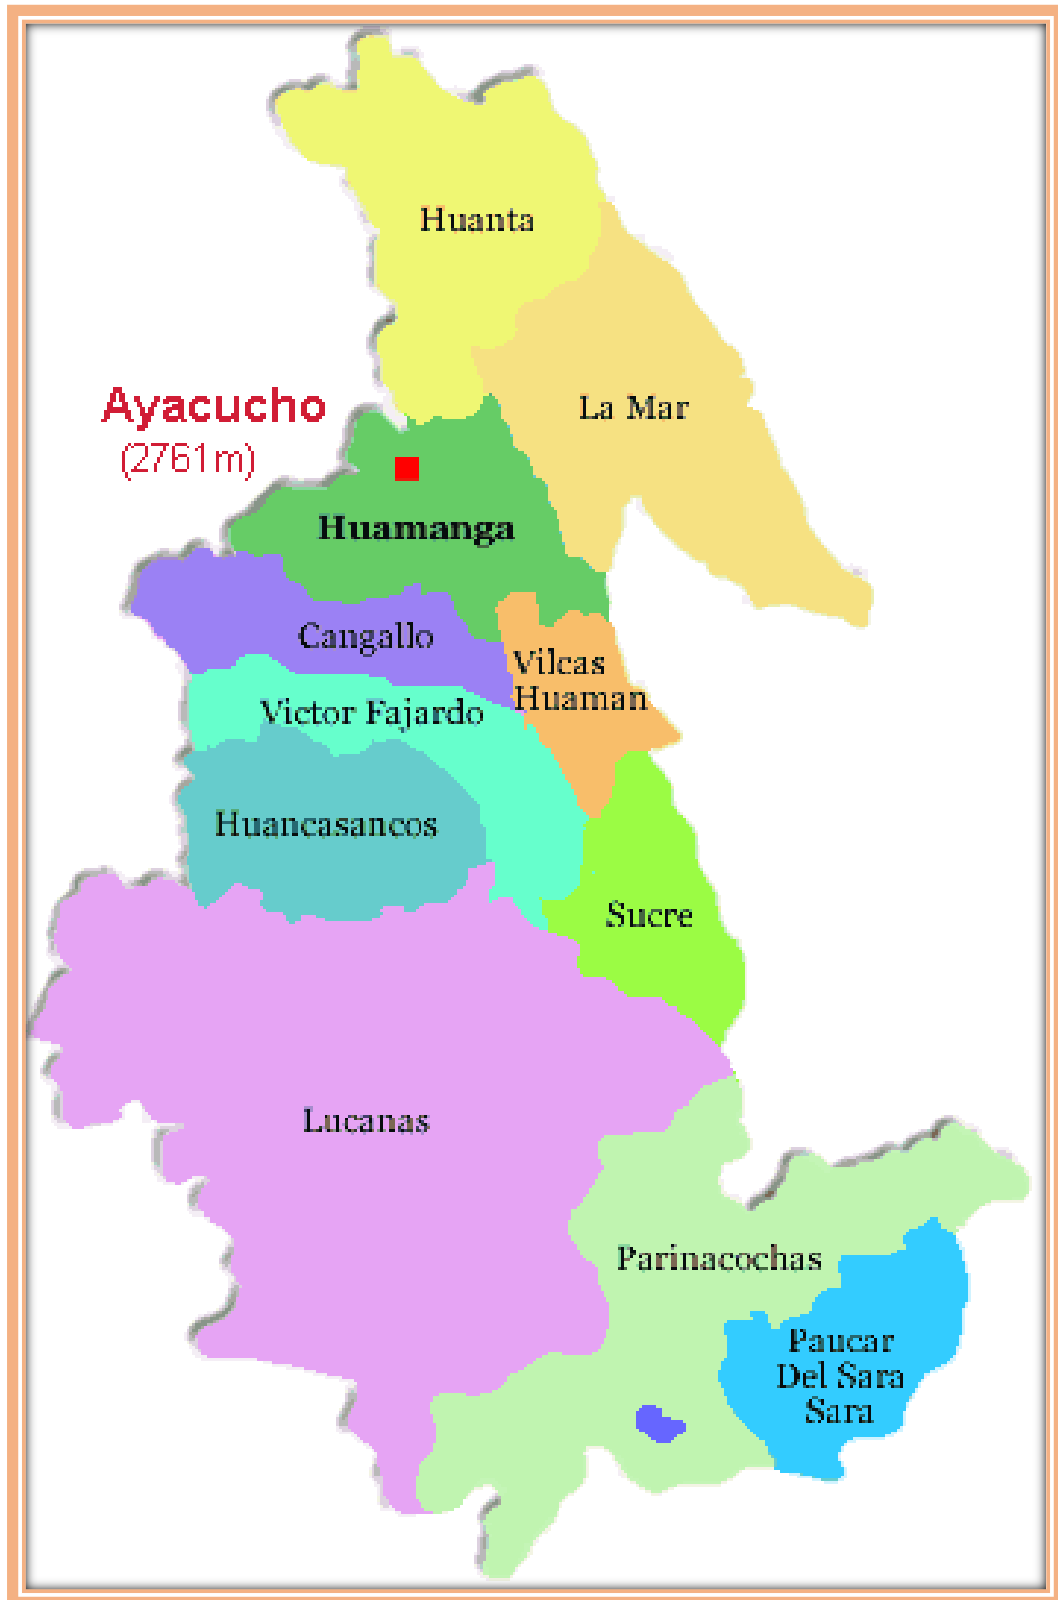 Huanta
La Mar
Ayacucho
(2761m)
Huamanga
Cangallo
Vilcas
Huaman
Victor Fajardo
Huancasancos
Sucre
Lucanas
Parinacochas
Paucar
Del Sara
Sara